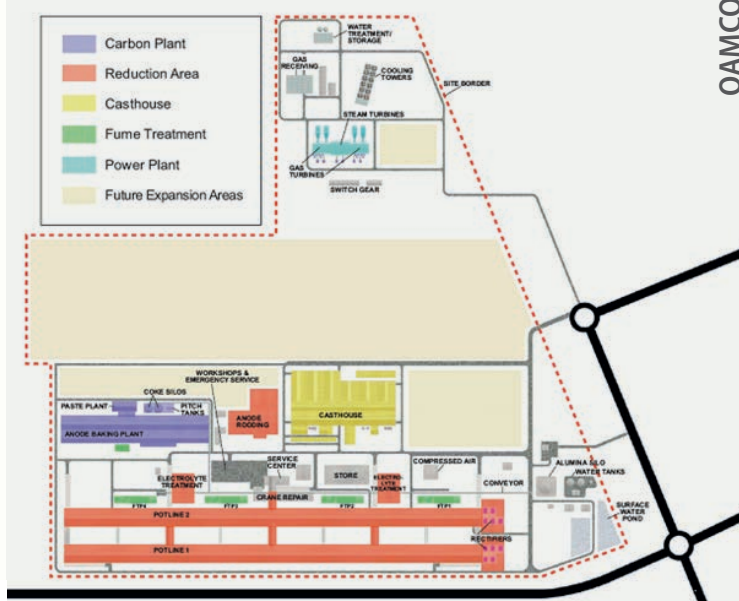 Carbon Plant
Reduction Area
Casthouse
Fume Treatment
Power Plant
Future Expansion Areas
OAMCO
WATER
TREATMENT/
STORAGE
GAS
RECEIVING
COOLING
TOWERS
SITE BORDER
STEAM TURBINES
GAS
TURBINES
SWITCH GEAR
WORKSHOPS &
EMERGENCY SERVICE
COKE SILOS
PASTE PLANT
PITCH
TANKS
ANODE
RODDING
CASTHOUSE
ANODE BAKING PLANT
SERVICE
CENTER
STORE
COMPRESSED AIR
ELECTROLYTE
TREATMENT
ELECTRO-
LYTE
TREATMENT
CONVEYOR
ALUMINA SILO
WATER TANKS
CRANE REPAIR
FTP4
FTP2
FTP1
SURFACE
WATER
POND
POTLINE 2
RECTIFIERS
POTLINE 1